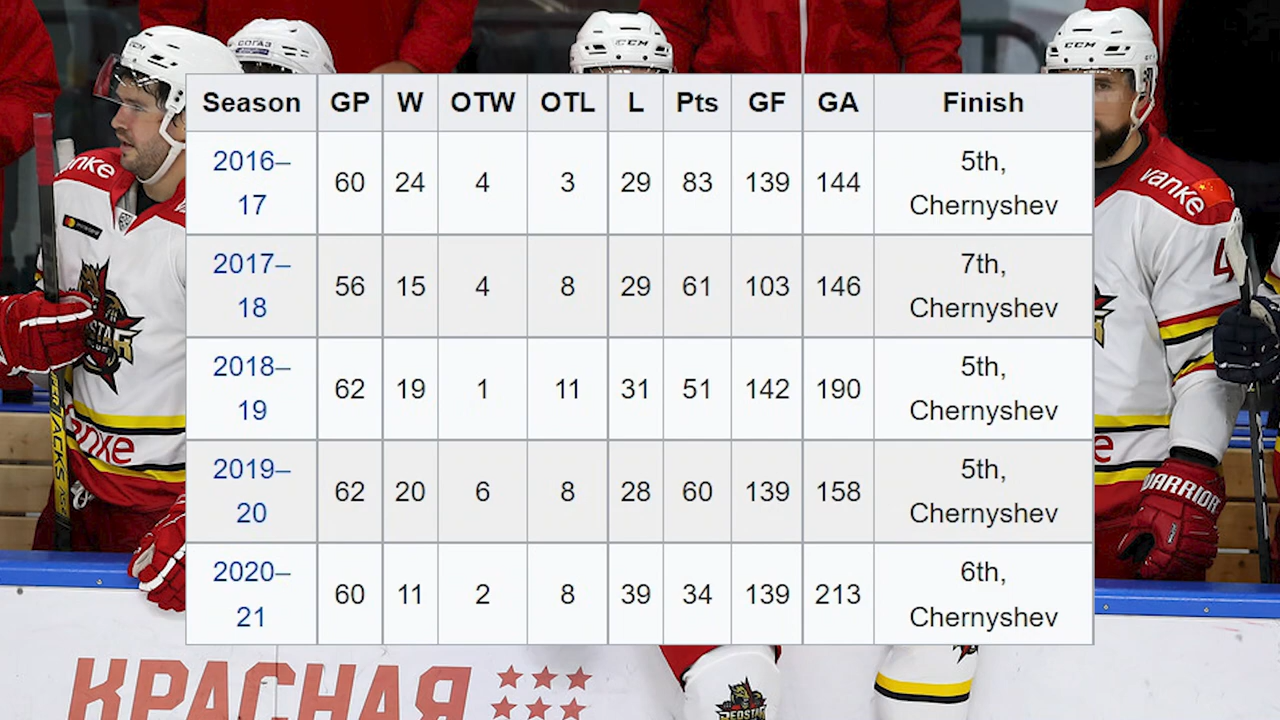 CCM
СОГАЗ
CCM
CCM
Season GP W OTW OTL L Pts GF GA Finish
2016–
17
60 24 4 3 29 83 139 144
5th,
Chernyshev
2017–
18
56 15 4 8 29 61 103 146
7th,
Chernyshev
2018–
19
62 19 1 11 31 51 142 190
5th,
Chernyshev
2019–
20
62 20 6 8 28 60 139 158
5th,
Chernyshev
2020–
21
60 11 2 8 39 34 139 213
6th,
Chernyshev
vanke
WARRIOR
КРАСНАЯ